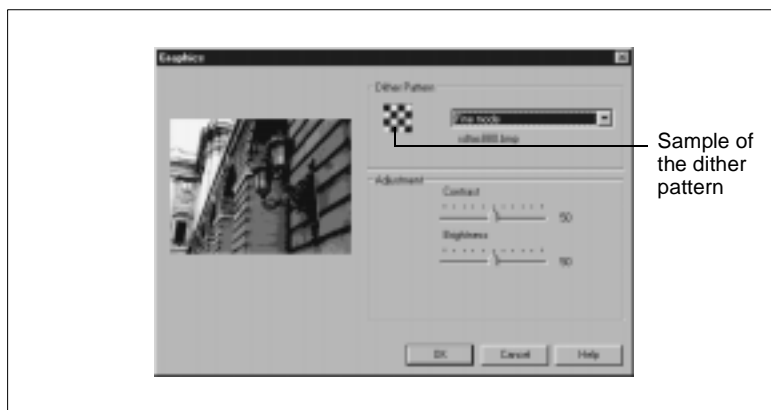 Graphics
Dither Pattern
Fine mode
Sample of
the dither
pattern
Adjustment
Contrast
50
Brightness
50
OK
Cancel
Help